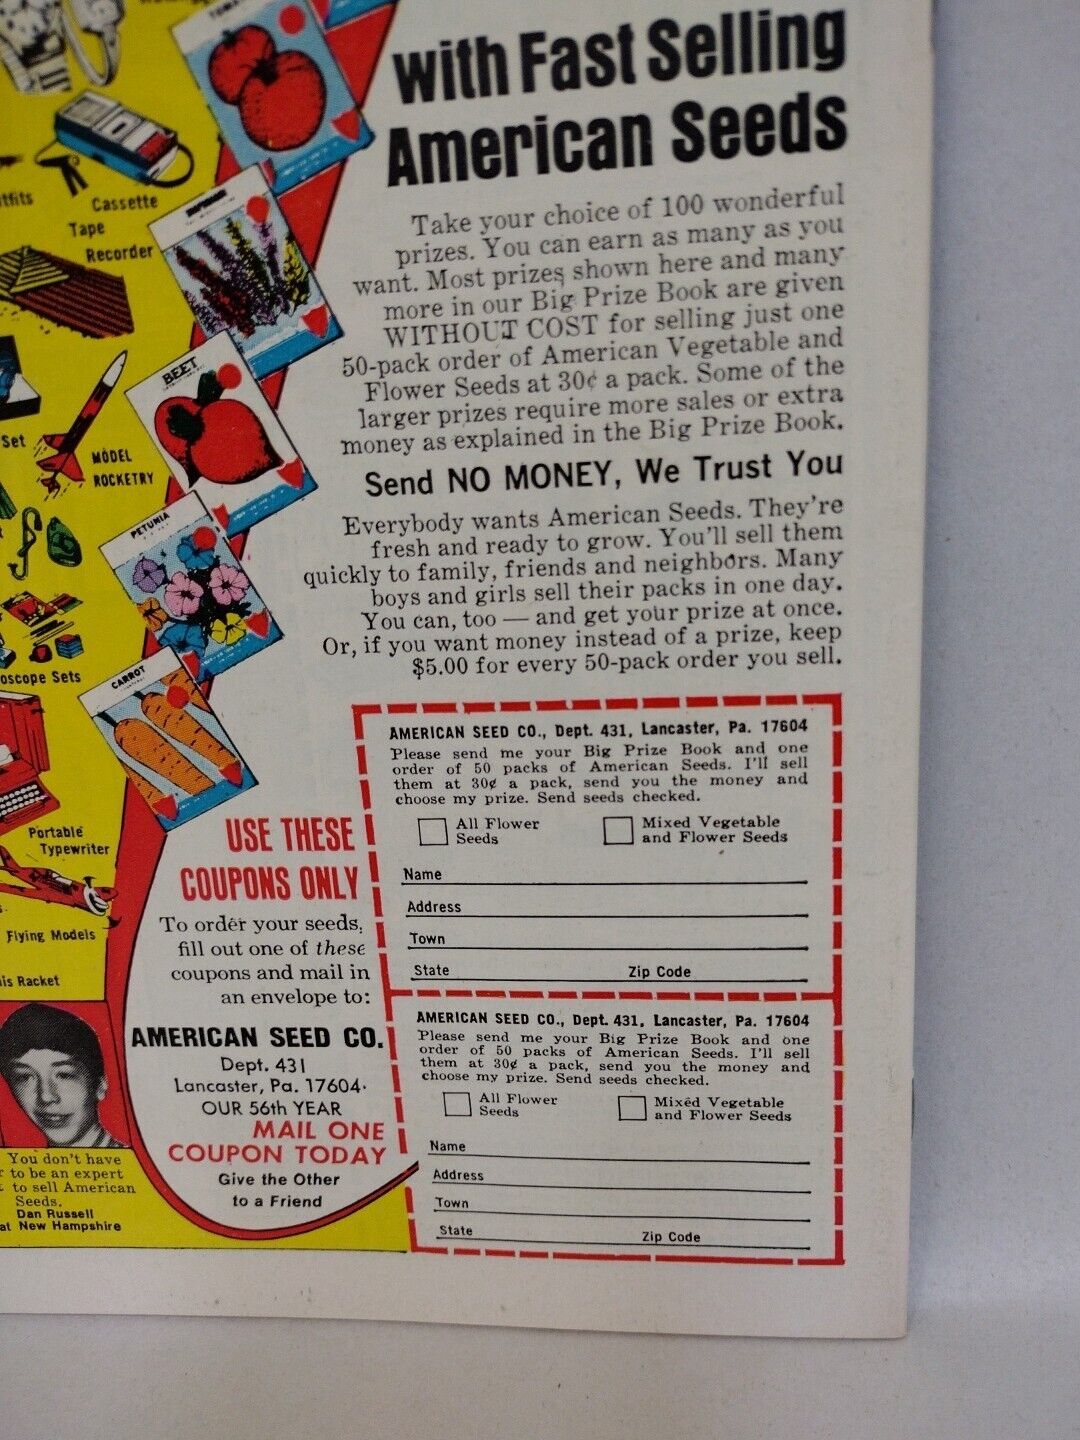 with Fast Selling
American Seeds
Take your choice of 100 wonderful
prizes. You can earn as many as you
want. Most prizes shown here and many
more in our Big Prize Book are given
WITHOUT COST for selling just one
50-pack order of American Vegetable and
Flower Seeds at 30¢ a pack. Some of the
larger prizes require more sales or extra
money as explained in the Big Prize Book.
Send NO MONEY, We Trust You
Everybody wants American Seeds. They're
fresh and ready to grow. You'll sell them
quickly to family, friends and neighbors. Many
boys and girls sell their packs in one day.
You can, too — and get your prize at once.
Or, if you want money instead of a prize, keep
$5.00 for every 50-pack order you sell.
Cassette
Tape
Recorder
BEET
Set
MODEL
ROCKETRY
PETUNIA
CARROT
oscope Sets
Portable
Typewriter
Flying Models
is Racket
USE THESE
COUPONS ONLY
To order your seeds,
fill out one of these
coupons and mail in
an envelope to:
AMERICAN SEED CO.
Dept. 431
Lancaster, Pa. 17604
OUR 56th YEAR
MAIL ONE
COUPON TODAY
Give the Other
to a Friend
You don't have
to be an expert
to sell American
Seeds.
Dan Russell
at New Hampshire
AMERICAN SEED CO., Dept. 431, Lancaster, Pa. 17604
Please send me your Big Prize Book and one
order of 50 packs of American Seeds. I'll sell
them at 30¢ a pack, send you the money and
choose my prize. Send seeds checked.
All Flower
Seeds
Mixed Vegetable
and Flower Seeds
Name
Address
Town
State Zip Code
AMERICAN SEED CO., Dept. 431, Lancaster, Pa. 17604
Please send me your Big Prize Book and one
order of 50 packs of American Seeds. I'll sell
them at 30¢ a pack, send you the money and
choose my prize. Send seeds checked.
All Flower
Seeds
Mixed Vegetable
and Flower Seeds
Name
Address
Town
State Zip Code